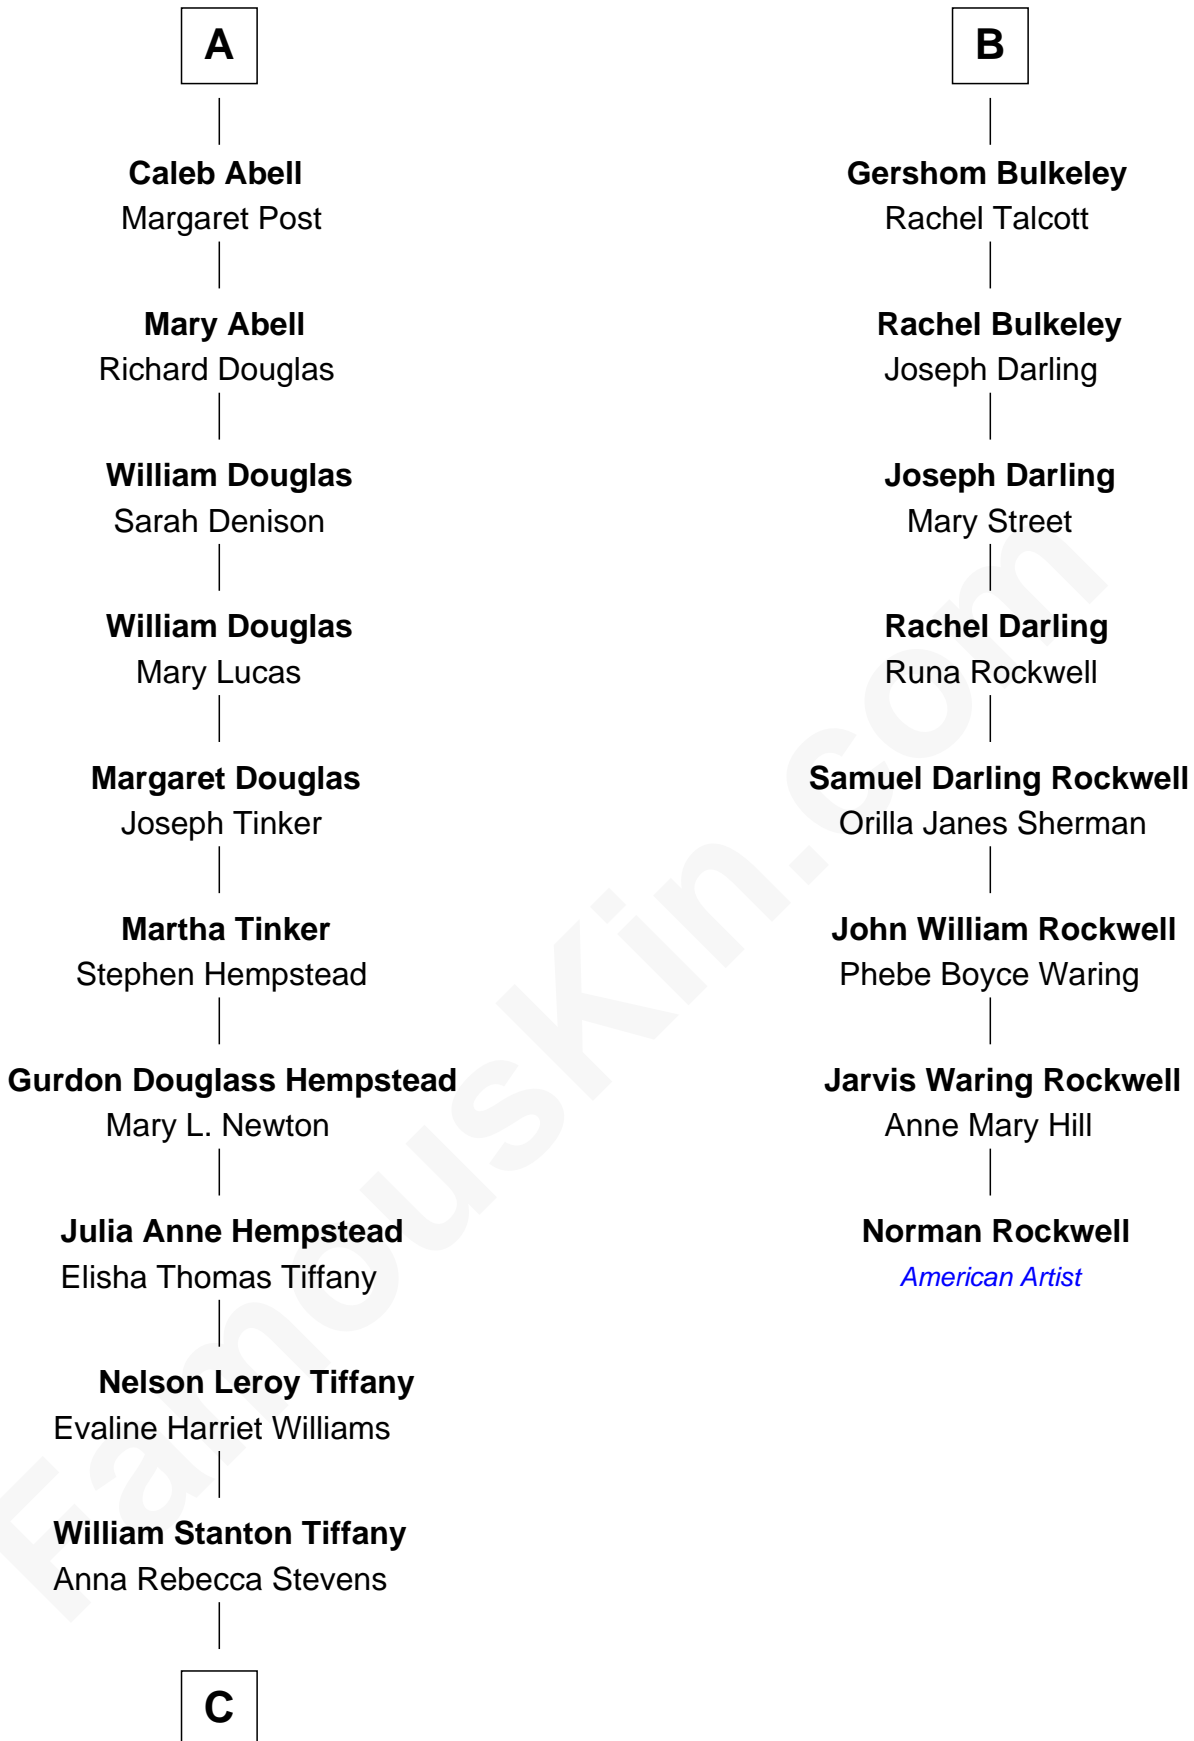 A
Caleb Abell
Margaret Post
Mary Abell
Richard Douglas
William Douglas
Sarah Denison
William Douglas
Mary Lucas
Margaret Douglas
Joseph Tinker
Martha Tinker
Stephen Hempstead
Gurdon Douglass Hempstead
Mary L. Newton
Julia Anne Hempstead
Elisha Thomas Tiffany
Nelson Leroy Tiffany
Evaline Harriet Williams
William Stanton Tiffany
Anna Rebecca Stevens
C
B
Gershom Bulkeley
Rachel Talcott
Rachel Bulkeley
Joseph Darling
Joseph Darling
Mary Street
Rachel Darling
Runa Rockwell
Samuel Darling Rockwell
Orilla Janes Sherman
John William Rockwell
Phebe Boyce Waring
Jarvis Waring Rockwell
Anne Mary Hill
Norman Rockwell
American Artist
FamousKin.com